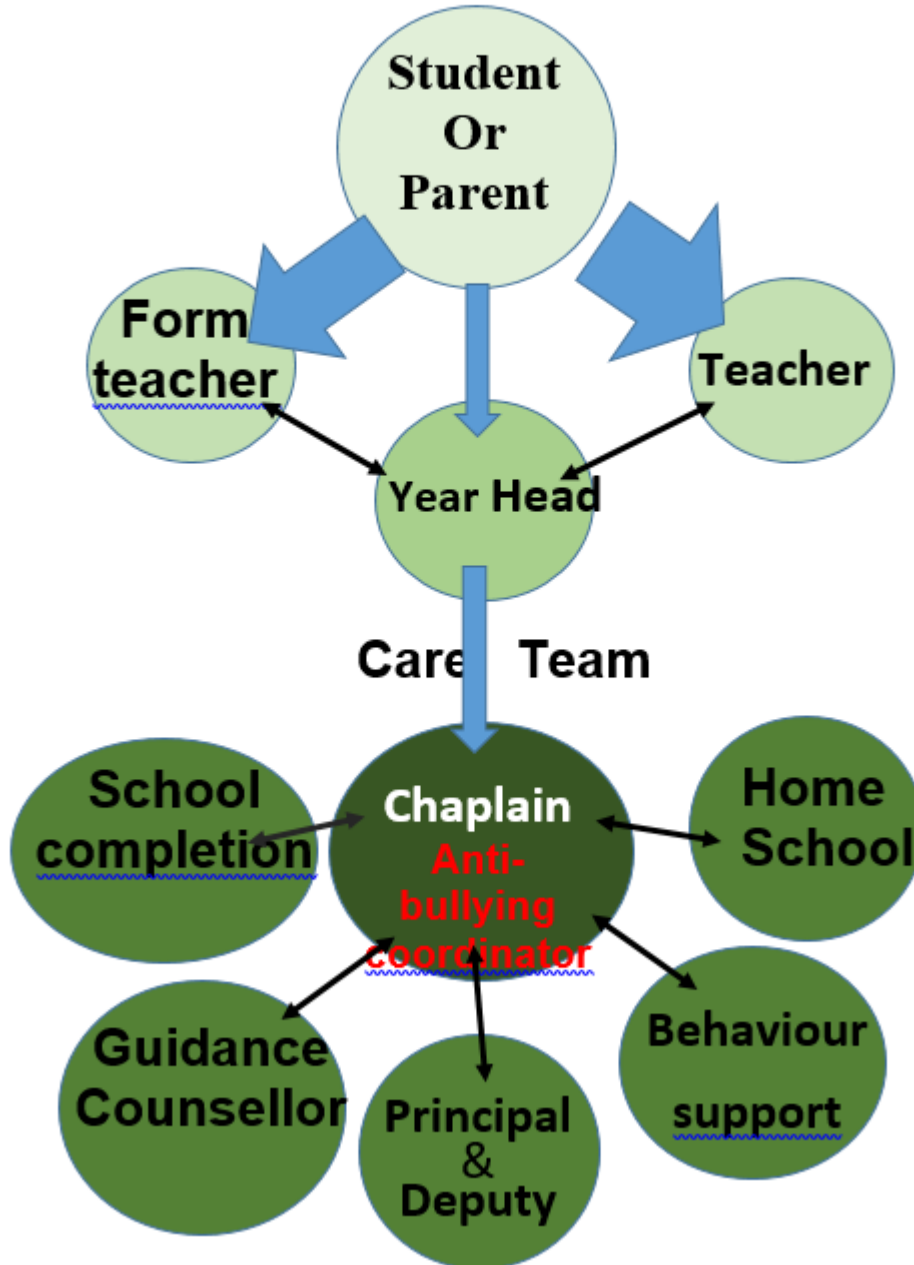 Student
Or
Parent
Form
teacher
Teacher
Year Head
Care Team
School
completion
Chaplain
Anti-
bullying
coordinator
Home
School
Guidance
Counsellor
Principal
&
Deputy
Behaviour
support